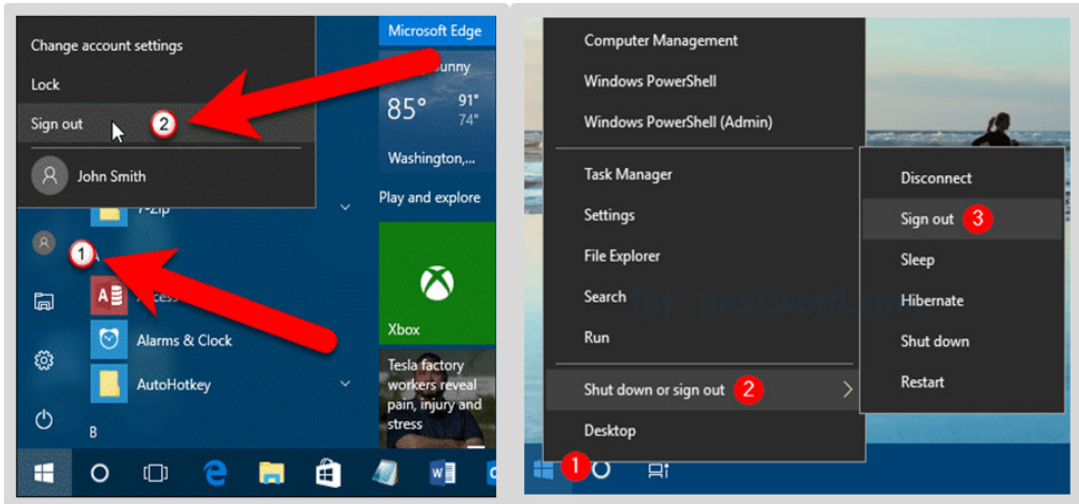 Change account settings
Lock
Sign out
2
John Smith
7-Zip
1
A
Alarms & Clock
AutoHotkey
B
Microsoft Edge
85°
91°
74°
Washington,...
Play and explore
Xbox
Tesla factory
workers reveal
pain, injury and
stress
Computer Management
Windows PowerShell
Windows PowerShell (Admin)
Task Manager
Settings
File Explorer
Search
Run
Shut down or sign out 2
Desktop
1
Disconnect
Sign out 3
Sleep
Hibernate
Shut down
Restart
top-password.com